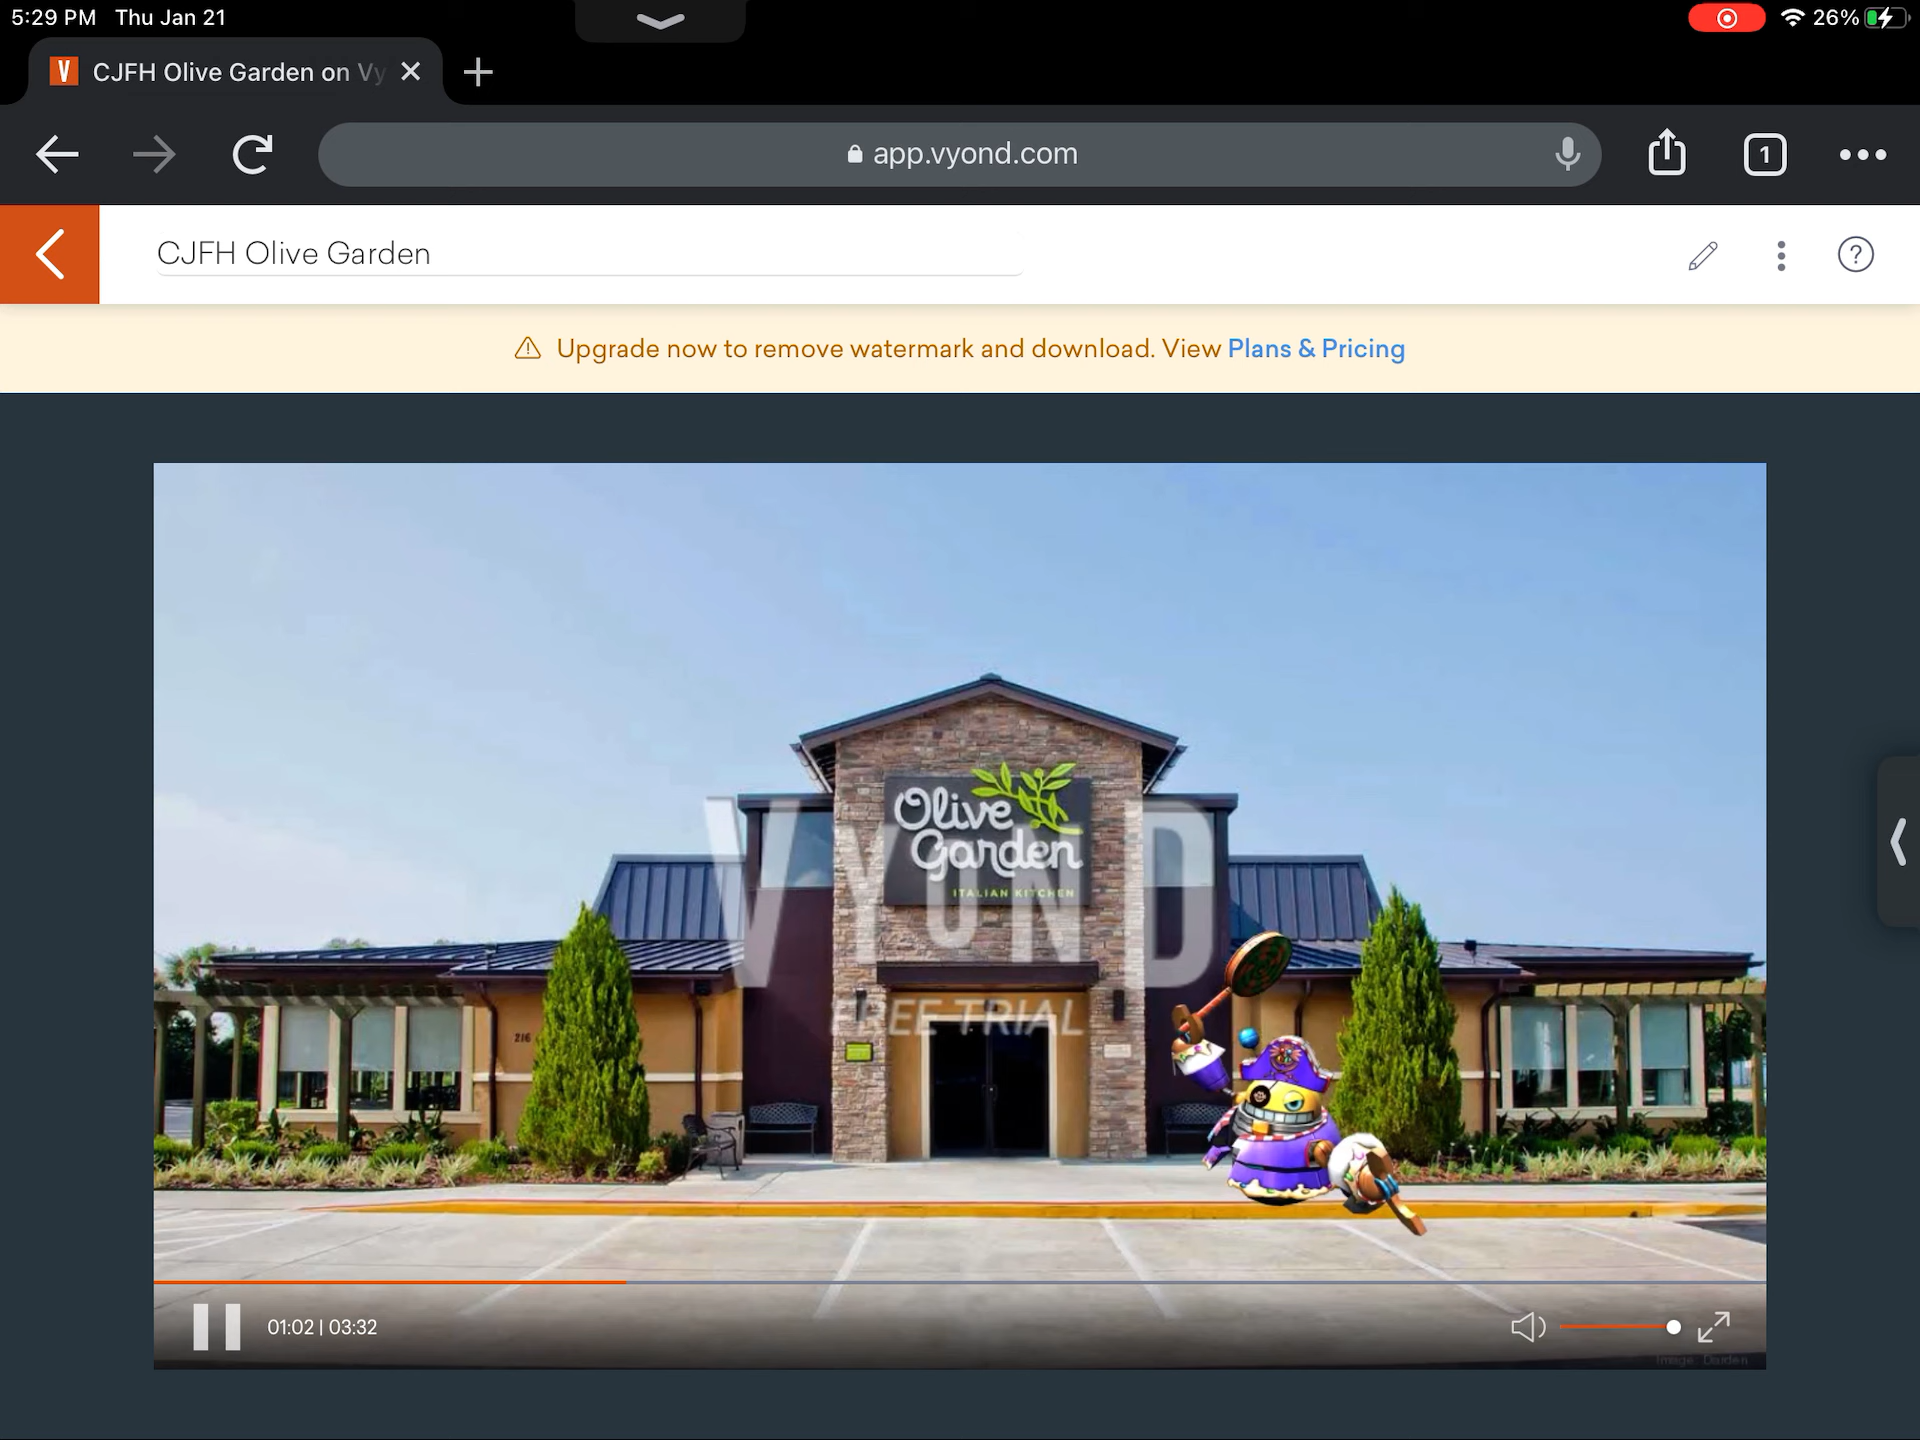 5:29 PM Thu Jan 21
26%
V CJFH Olive Garden on Vy
app.vyond.com
1
CJFH Olive Garden
?
Upgrade now to remove watermark and download. View Plans & Pricing
Olive
Garden
ITALIAN KITCHEN
VYOND
FREE TRIAL
216
01:02 | 03:32
Image: Darden